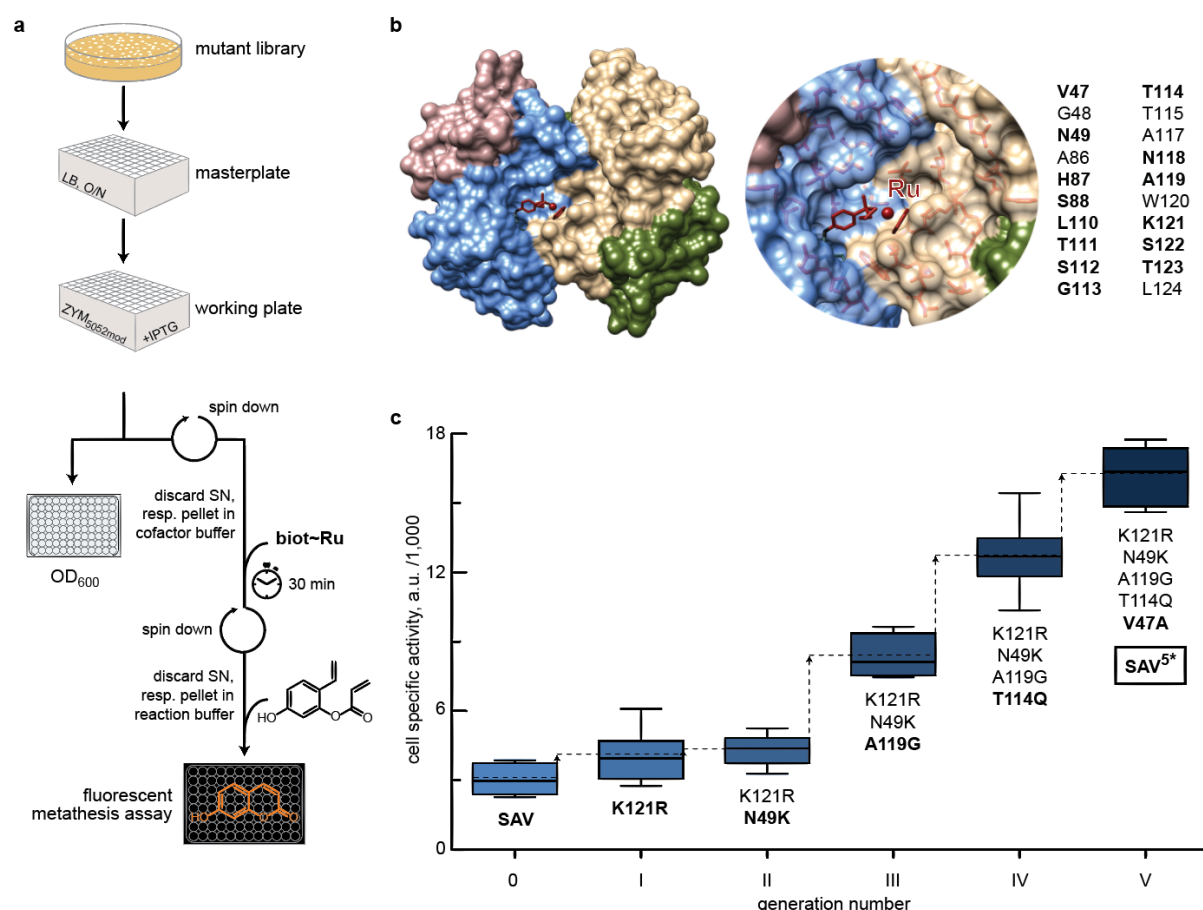 a
mutant library
masterplate
LB, O/N
working plate
ZYM5052mod
+IPTG
spin down
discard SN,
resp. pellet in
cofactor buffer
OD600
biot~Ru
30 min
spin down
discard SN,
resp. pellet in
reaction buffer
HO
O
O
fluorescent
metathesis assay
HO
O
O
b
Ru
V47 T114
G48 T115
N49 A117
A86 N118
H87 A119
S88 W120
L110 K121
T111 S122
S112 T123
G113 L124
c
cell specific activity, a.u. /1,000
18
12
6
0
SAV
K121R
K121R
N49K
K121R
N49K
A119G
K121R
N49K
A119G
T114Q
K121R
N49K
A119G
T114Q
V47A
SAV5*
0 I II III IV V
generation number